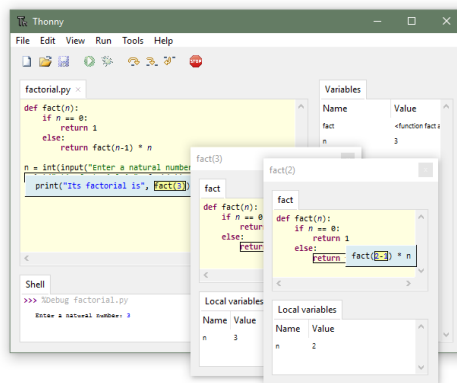 Thonny
File Edit View Run Tools Help
factorial.py ×
def fact(n):
if n == 0:
return 1
else:
return fact(n-1) * n
n = int(input("Enter a natural number
print("Its factorial is", fact(3))
Shell
>>> %Debug factorial.py
Enter a natural number: 3
Variables
Name Value
fact <function fact a
n 3
fact(3)
fact
def fact(n):
if n == 0
retur
else:
retur
Local variables
Name Value
n 3
fact(2)
fact
def fact(n):
if n == 0:
return 1
else:
return fact(2-1) * n
Local variables
Name Value
n 2